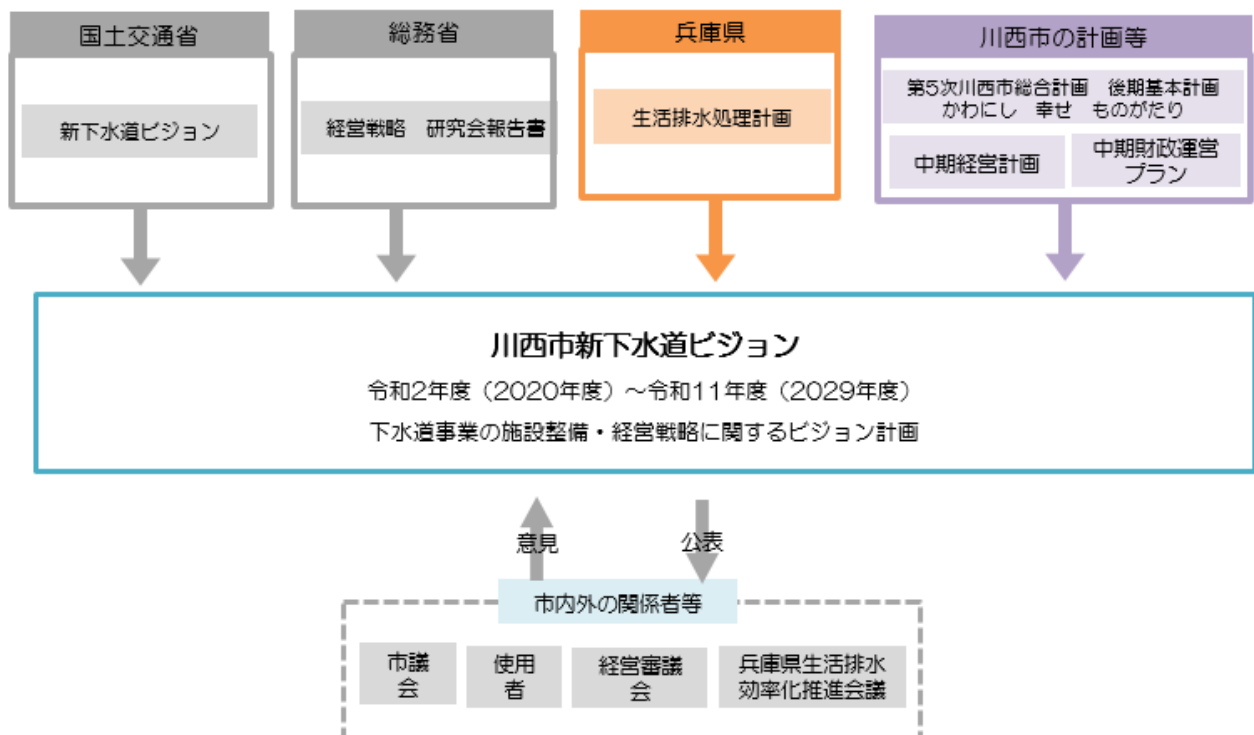 国土交通省
新下水道ビジョン
総務省
経営戦略 研究会報告書
兵庫県
生活排水処理計画
川西市の計画等
第5次川西市総合計画 後期基本計画
かわにし 幸せ ものがたり
中期経営計画
中期財政運営
プラン
川西市新下水道ビジョン
令和2年度(2020年度)~令和11年度(2029年度)
下水道事業の施設整備・経営戦略に関するビジョン計画
意見
公表
市内外の関係者等
市議
会
使用
者
経営審議
会
兵庫県生活排水
効率化推進会議